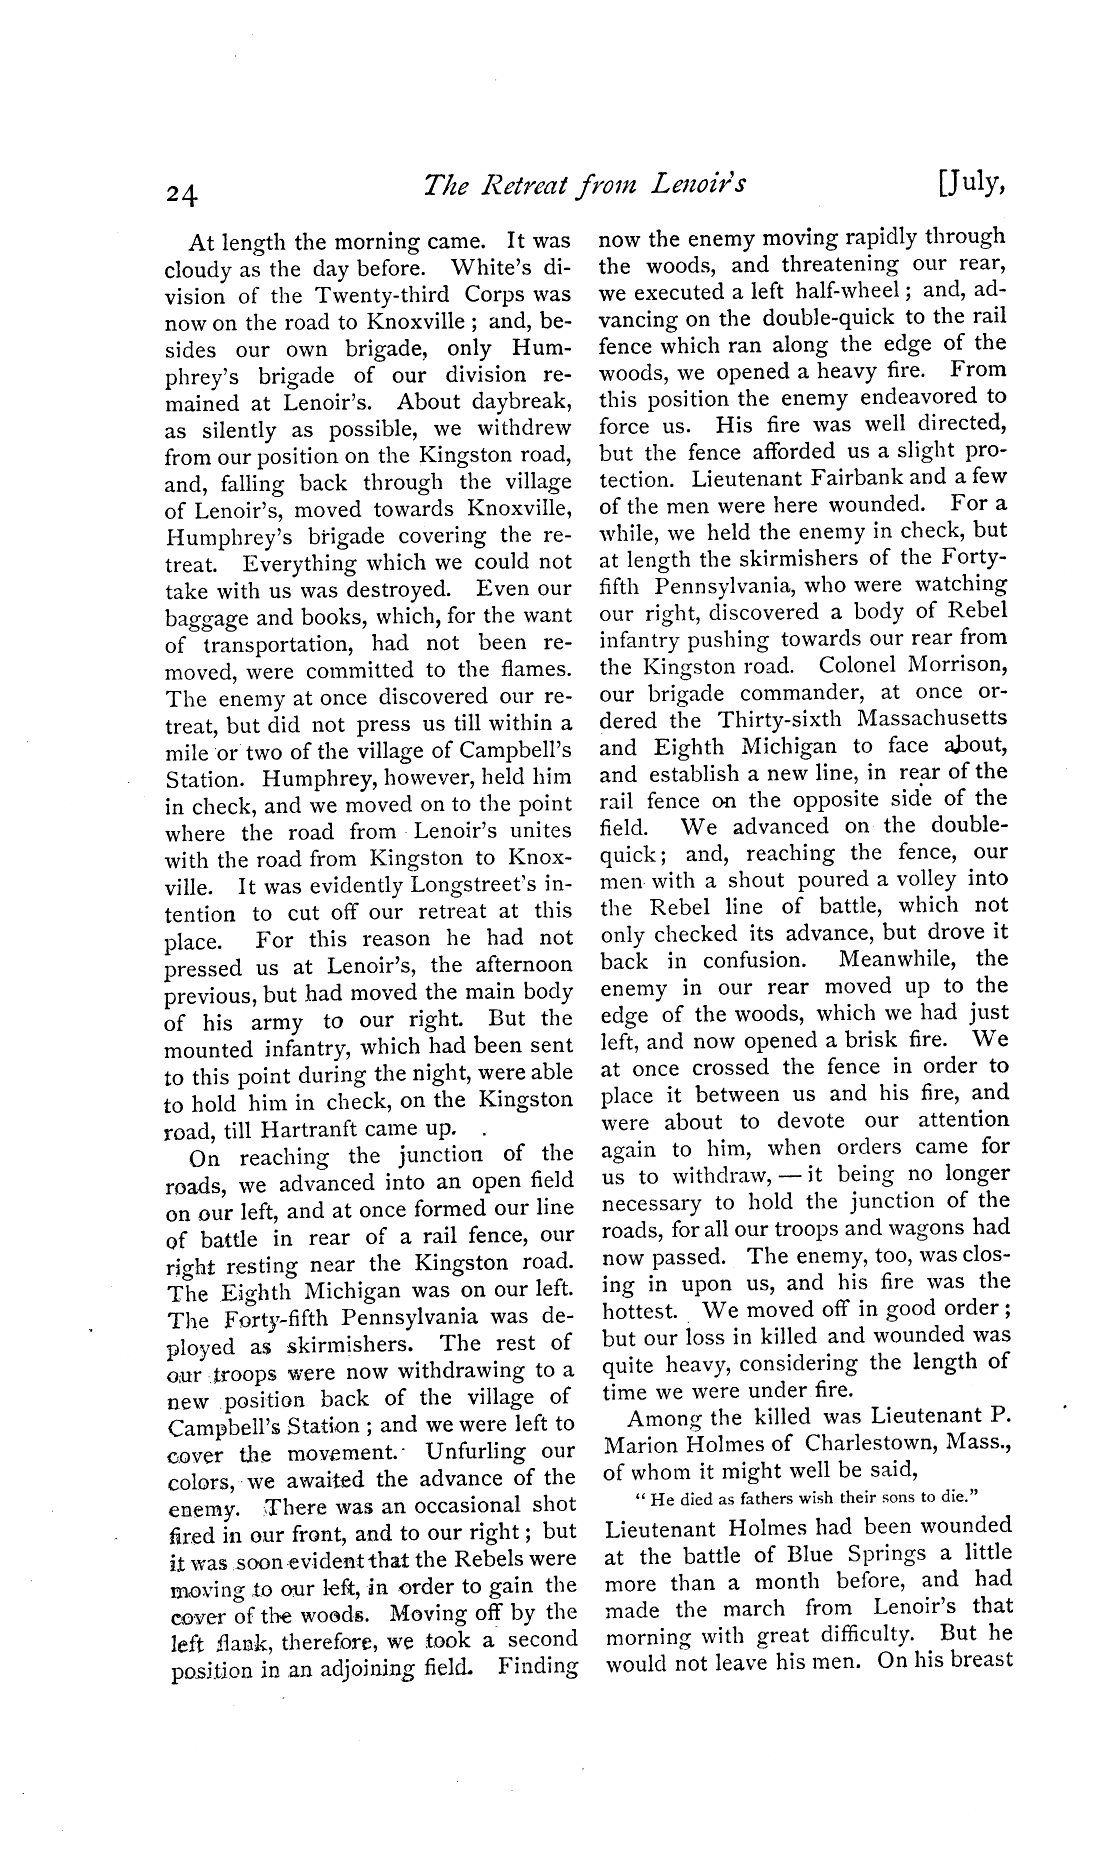 24 The Retreat from Lenoir's [July,
At length the morning came. It was
cloudy as the day before. White's di-
vision of the Twenty-third Corps was
now on the road to Knoxville ; and, be-
sides our own brigade, only Hum-
phrey's brigade of our division re-
mained at Lenoir's. About daybreak,
as silently as possible, we withdrew
from our position on the Kingston road,
and, falling back through the village
of Lenoir's, moved towards Knoxville,
Humphrey's brigade covering the re-
treat. Everything which we could not
take with us was destroyed. Even our
baggage and books, which, for the want
of transportation, had not been re-
moved, were committed to the flames.
The enemy at once discovered our re-
treat, but did not press us till within a
mile or two of the village of Campbell's
Station. Humphrey, however, held him
in check, and we moved on to the point
where the road from Lenoir's unites
with the road from Kingston to Knox-
ville. It was evidently Longstreet's in-
tention to cut off our retreat at this
place. For this reason he had not
pressed us at Lenoir's, the afternoon
previous, but had moved the main body
of his army to our right. But the
mounted infantry, which had been sent
to this point during the night, were able
to hold him in check, on the Kingston
road, till Hartranft came up.
On reaching the junction of the
roads, we advanced into an open field
on our left, and at once formed our line
of battle in rear of a rail fence, our
right resting near the Kingston road.
The Eighth Michigan was on our left.
The Forty-fifth Pennsylvania was de-
ployed as skirmishers. The rest of
our troops were now withdrawing to a
new position back of the village of
Campbell's Station ; and we were left to
cover the movement. Unfurling our
colors, we awaited the advance of the
enemy. There was an occasional shot
fired in our front, and to our right ; but
it was soon evident that the Rebels were
moving to our left, in order to gain the
cover of the woods. Moving off by the
left flank, therefore, we took a second
position in an adjoining field. Finding
now the enemy moving rapidly through
the woods, and threatening our rear,
we executed a left half-wheel ; and, ad-
vancing on the double-quick to the rail
fence which ran along the edge of the
woods, we opened a heavy fire. From
this position the enemy endeavored to
force us. His fire was well directed,
but the fence afforded us a slight pro-
tection. Lieutenant Fairbank and a few
of the men were here wounded. For a
while, we held the enemy in check, but
at length the skirmishers of the Forty-
fifth Pennsylvania, who were watching
our right, discovered a body of Rebel
infantry pushing towards our rear from
the Kingston road. Colonel Morrison,
our brigade commander, at once or-
dered the Thirty-sixth Massachusetts
and Eighth Michigan to face about,
and establish a new line, in rear of the
rail fence on the opposite side of the
field. We advanced on the double-
quick ; and, reaching the fence, our
men with a shout poured a volley into
the Rebel line of battle, which not
only checked its advance, but drove it
back in confusion. Meanwhile, the
enemy in our rear moved up to the
edge of the woods, which we had just
left, and now opened a brisk fire. We
at once crossed the fence in order to
place it between us and his fire, and
were about to devote our attention
again to him, when orders came for
us to withdraw, — it being no longer
necessary to hold the junction of the
roads, for all our troops and wagons had
now passed. The enemy, too, was clos-
ing in upon us, and his fire was the
hottest. We moved off in good order ;
but our loss in killed and wounded was
quite heavy, considering the length of
time we were under fire.
Among the killed was Lieutenant P.
Marion Holmes of Charlestown, Mass.,
of whom it might well be said,
“ He died as fathers wish their sons to die.”
Lieutenant Holmes had been wounded
at the battle of Blue Springs a little
more than a month before, and had
made the march from Lenoir's that
morning with great difficulty. But he
would not leave his men. On his breast